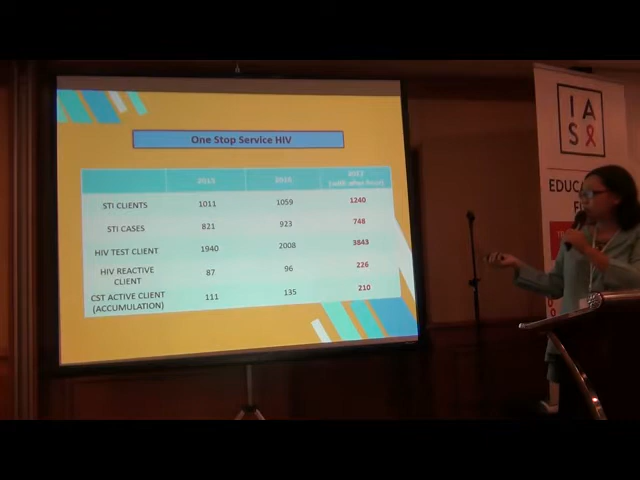 One Stop Service HIV
2015 2016 2017
(with after hour)
STI CLIENTS 1011 1059 1240
STI CASES 821 923 748
HIV TEST CLIENT 1940 2008 3843
HIV REACTIVE
CLIENT 87 96 226
CST ACTIVE CLIENT
(ACCUMULATION) 111 135 210
IAS
EDUCA